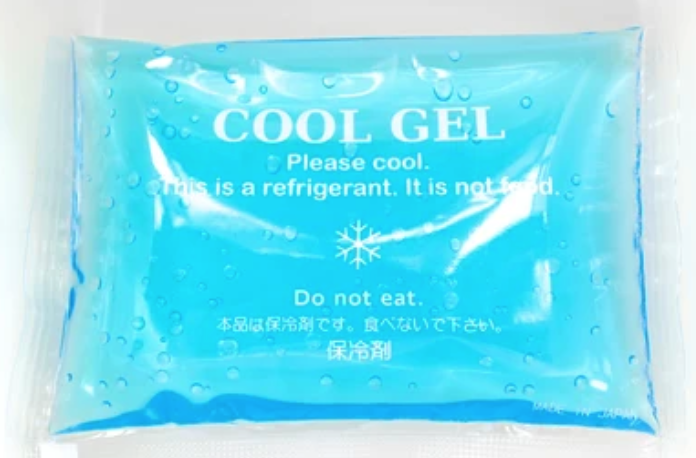 COOL GEL
Please cool.
This is a refrigerant. It is not food.
Do not eat.
本品は保冷剤です。食べないで下さい。
保冷剤
MADE IN JAPAN